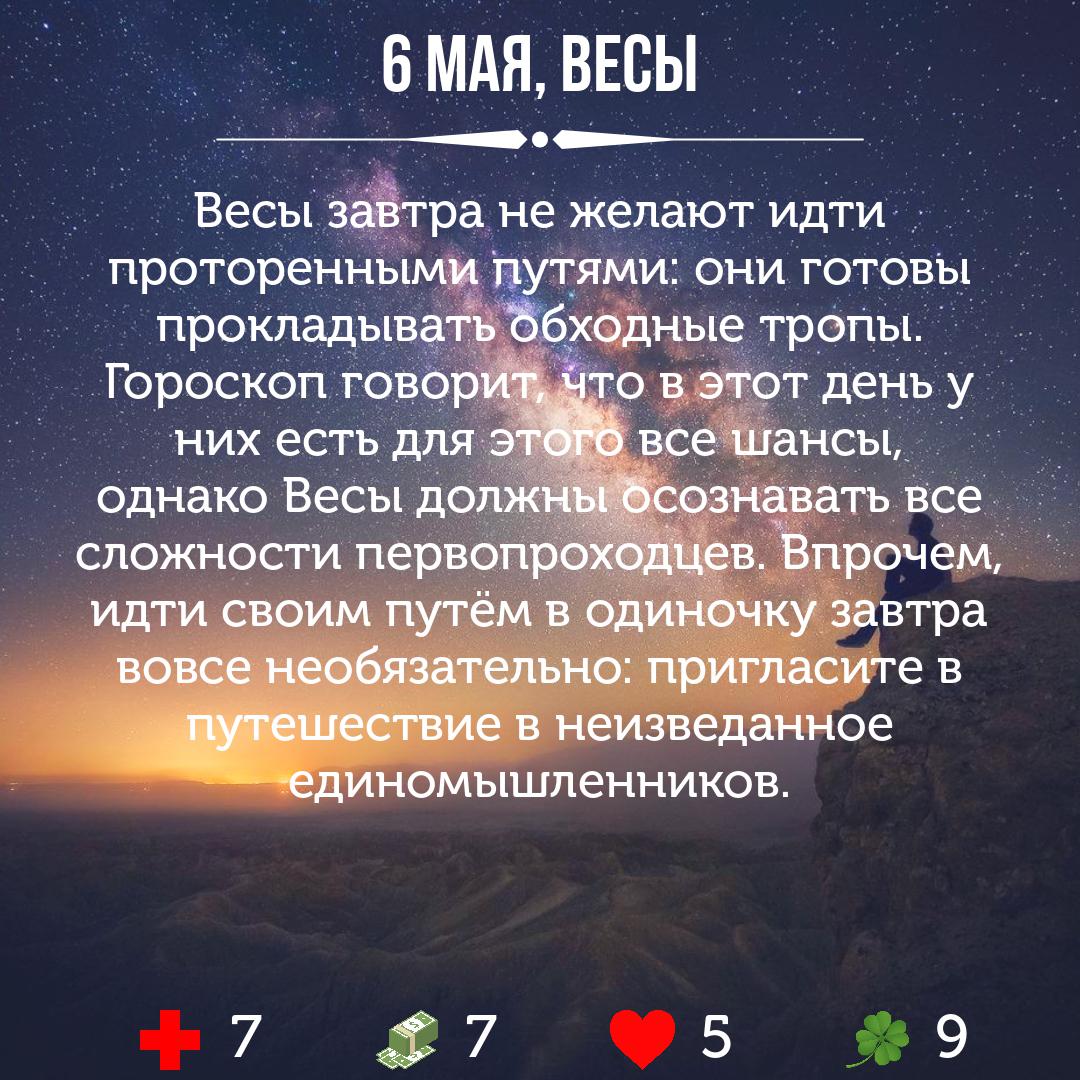 6 МАЯ, ВЕСЫ
Весы завтра не желают идти
проторенными путями: они готовы
прокладывать обходные тропы.
Гороскоп говорит, что в этот день у
них есть для этого все шансы,
однако Весы должны осознавать все
сложности первопроходцев. Впрочем,
идти своим путём в одиночку завтра
вовсе необязательно: пригласите в
путешествие в неизведанное
единомышленников.
7 7 5 9